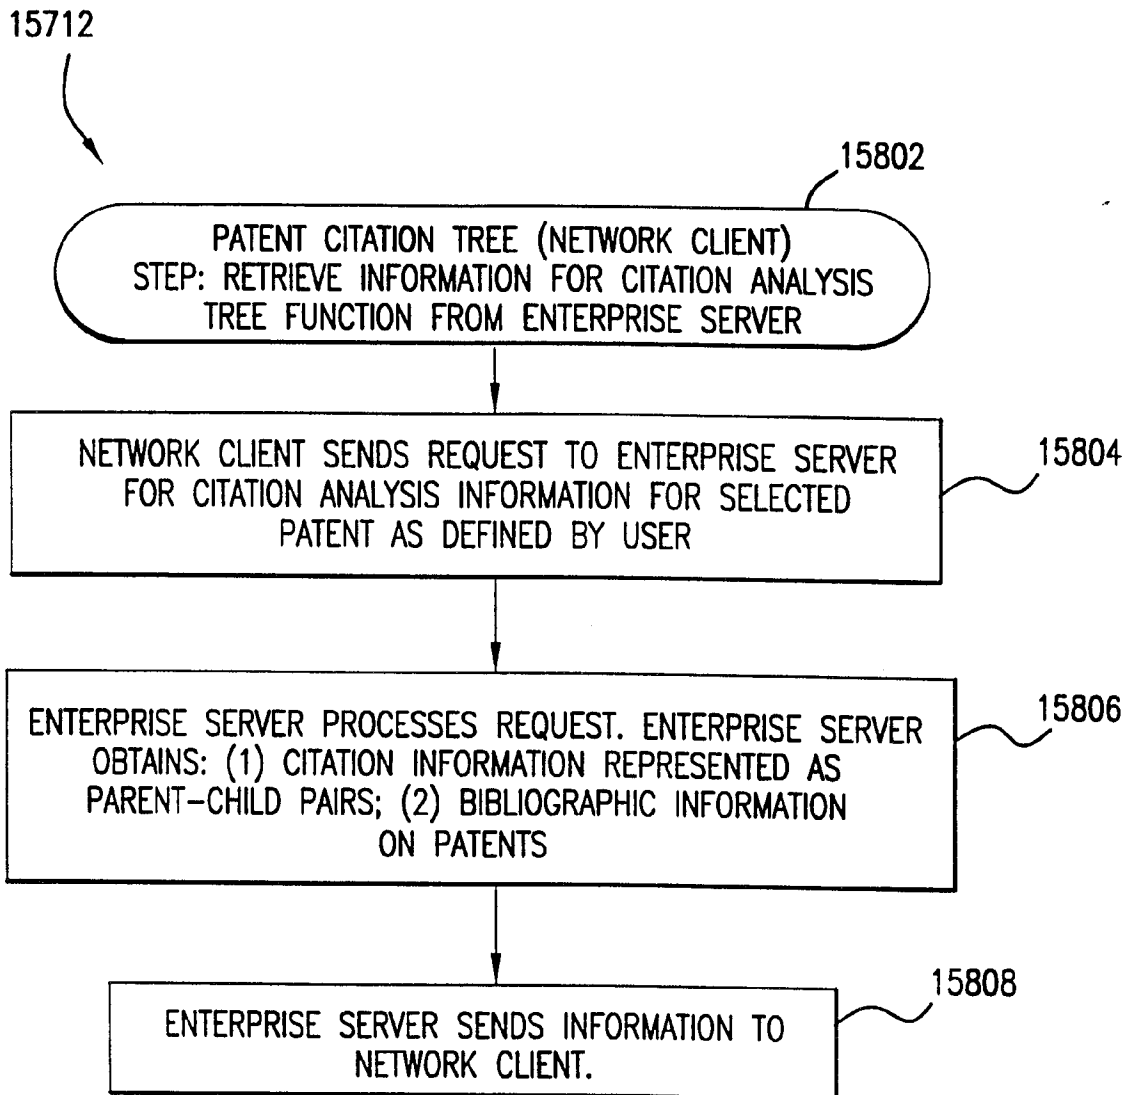 15712
15802
PATENT CITATION TREE (NETWORK CLIENT)
STEP: RETRIEVE INFORMATION FOR CITATION ANALYSIS
TREE FUNCTION FROM ENTERPRISE SERVER
NETWORK CLIENT SENDS REQUEST TO ENTERPRISE SERVER
FOR CITATION ANALYSIS INFORMATION FOR SELECTED
PATENT AS DEFINED BY USER
15804
ENTERPRISE SERVER PROCESSES REQUEST. ENTERPRISE SERVER
OBTAINS: (1) CITATION INFORMATION REPRESENTED AS
PARENT-CHILD PAIRS; (2) BIBLIOGRAPHIC INFORMATION
ON PATENTS
15806
ENTERPRISE SERVER SENDS INFORMATION TO
NETWORK CLIENT.
15808